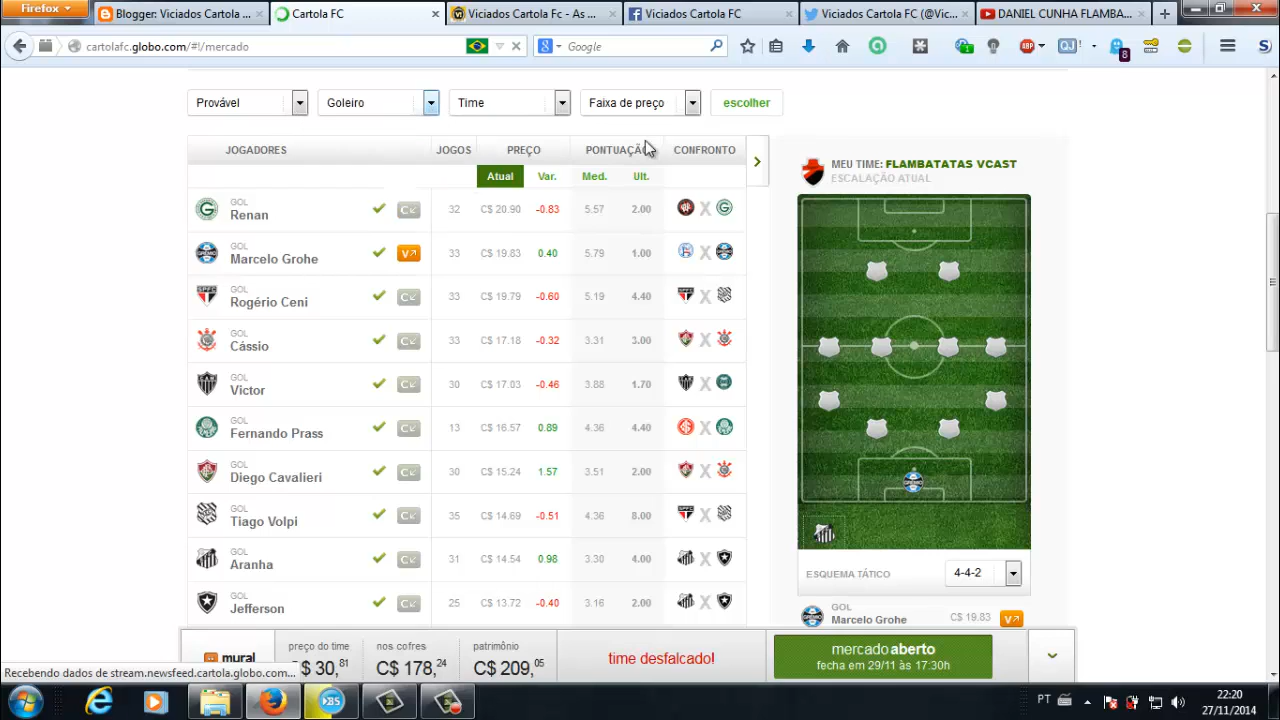 Firefox
Blogger: Viciados Cartola ...
Cartola FC
Viciados Cartola Fc - As ...
Viciados Cartola FC
Viciados Cartola FC (@Vic...
DANIEL CUNHA FLAMBA...
cartolafc.globo.com/#!/mercado
Google
8
Provável
Goleiro
Time
Faixa de preço
escolher
JOGADORES JOGOS PREÇO PONTUAÇÃO CONFRONTO
Atual Var. Med. Ult.
GOL
Renan 32 C$ 20.90 -0.83 5.57 2.00 X
GOL
Marcelo Grohe 33 C$ 19.83 0.40 5.79 1.00 X
GOL
Rogério Ceni 33 C$ 19.79 -0.60 5.19 4.40 X
GOL
Cássio 33 C$ 17.18 -0.32 3.31 3.00 X
GOL
Victor 30 C$ 17.03 -0.46 3.88 1.70 X
GOL
Fernando Prass 13 C$ 16.57 0.89 4.36 4.40 X
GOL
Diego Cavalieri 30 C$ 15.24 1.57 3.51 2.00 X
GOL
Tiago Volpi 35 C$ 14.69 -0.51 4.36 8.00 X
GOL
Aranha 31 C$ 14.54 0.98 3.30 4.00 X
GOL
Jefferson 25 C$ 13.72 -0.40 3.16 2.00 X
MEU TIME: FLAMBATATAS VCAST
ESCALAÇÃO ATUAL
ESQUEMA TÁTICO 4-4-2
GOL
Marcelo Grohe C$ 19.83
mural
preço do time
C$ 30,81
nos cofres
C$ 178,24
patrimônio
C$ 209,05
time desfalcado!
mercado aberto
fecha em 29/11 às 17:30h
Recebendo dados de stream.newsfeed.cartola.globo.com...
PT
22:20
27/11/2014